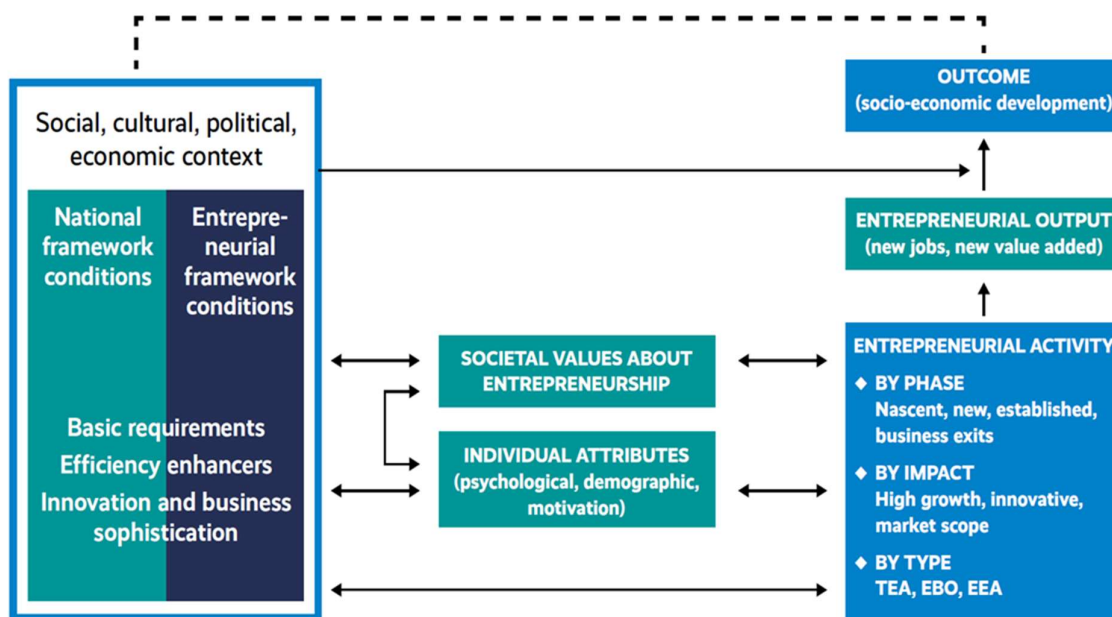 Social, cultural, political,
economic context
National
framework
conditions
Entrepre-
neurial
framework
conditions
Basic requirements
Efficiency enhancers
Innovation and business
sophistication
SOCIETAL VALUES ABOUT
ENTREPRENEURSHIP
INDIVIDUAL ATTRIBUTES
(psychological, demographic,
motivation)
OUTCOME
(socio-economic development)
ENTREPRENEURIAL OUTPUT
(new jobs, new value added)
ENTREPRENEURIAL ACTIVITY
◆ BY PHASE
Nascent, new, established,
business exits
◆ BY IMPACT
High growth, innovative,
market scope
◆ BY TYPE
TEA, EBO, EEA